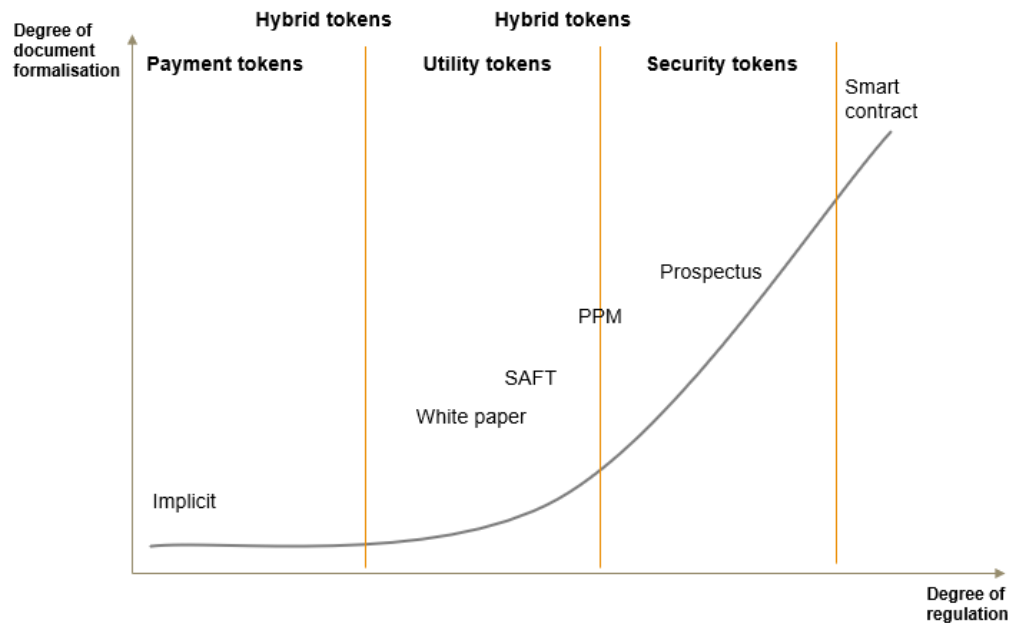 Hybrid tokens
Hybrid tokens
Degree of
document
formalisation
Payment tokens
Utility tokens
Security tokens
Smart
contract
Prospectus
PPM
SAFT
White paper
Implicit
Degree of
regulation